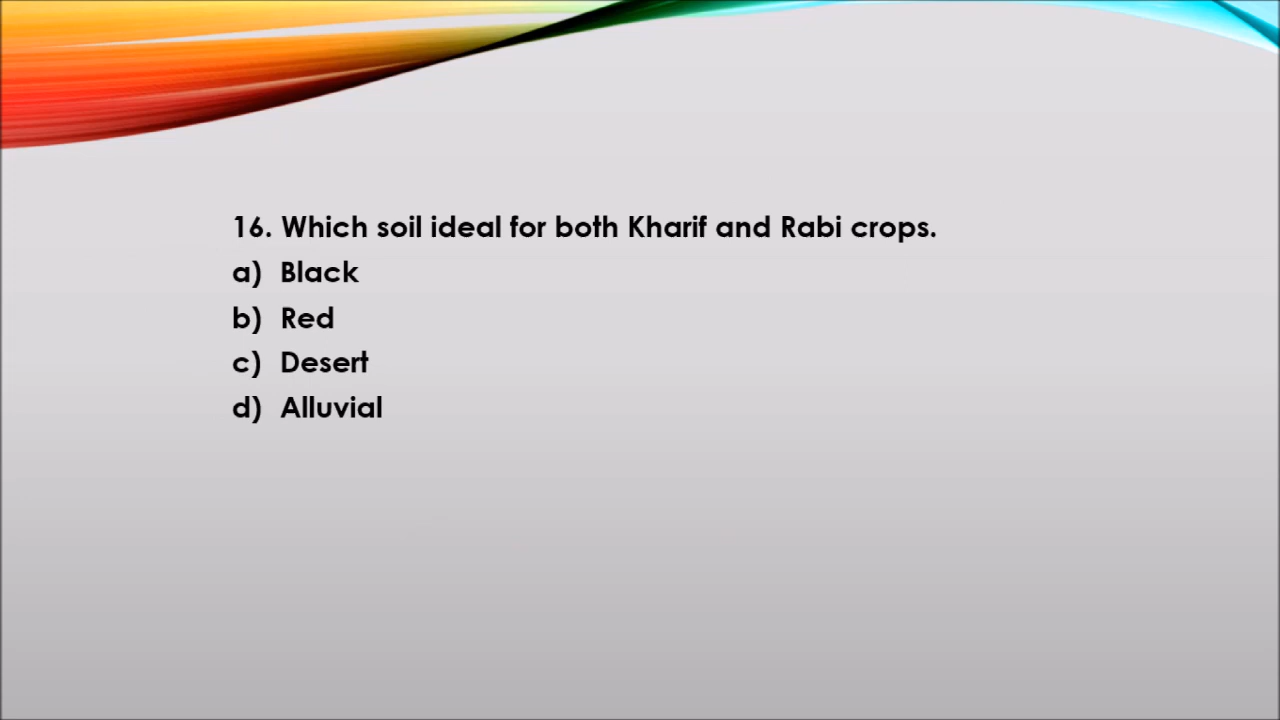 16. Which soil ideal for both Kharif and Rabi crops.
a) Black
b) Red
c) Desert
d) Alluvial